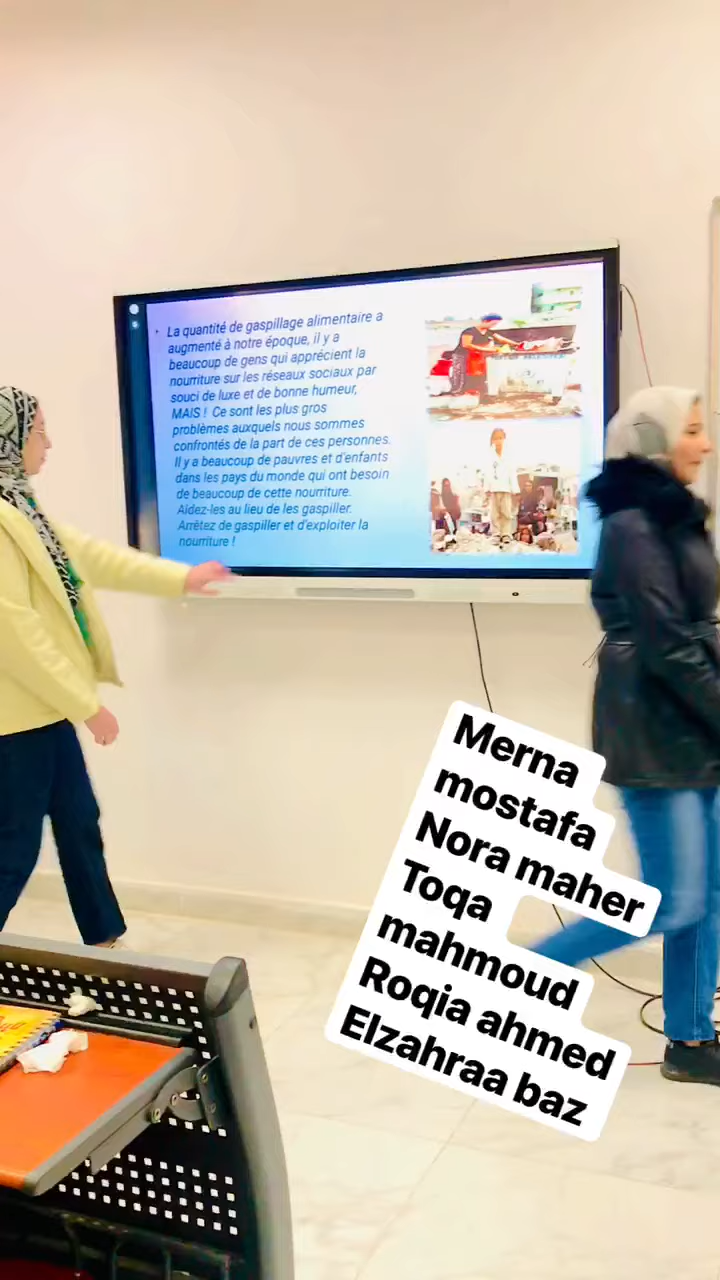 La quantité de gaspillage alimentaire a
augmenté à notre époque, il y a
beaucoup de gens qui apprécient la
nourriture sur les réseaux sociaux par
souci de luxe et de bonne humeur,
MAIS ! Ce sont les plus gros
problèmes auxquels nous sommes
confrontés de la part de ces personnes.
Il y a beaucoup de pauvres et d'enfants
dans les pays du monde qui ont besoin
de beaucoup de cette nourriture.
Aidez-les au lieu de les gaspiller.
Arrêtez de gaspiller et d'exploiter la
nourriture !
Merna
mostafa
Nora maher
Toqa
mahmoud
Roqia ahmed
Elzahraa baz